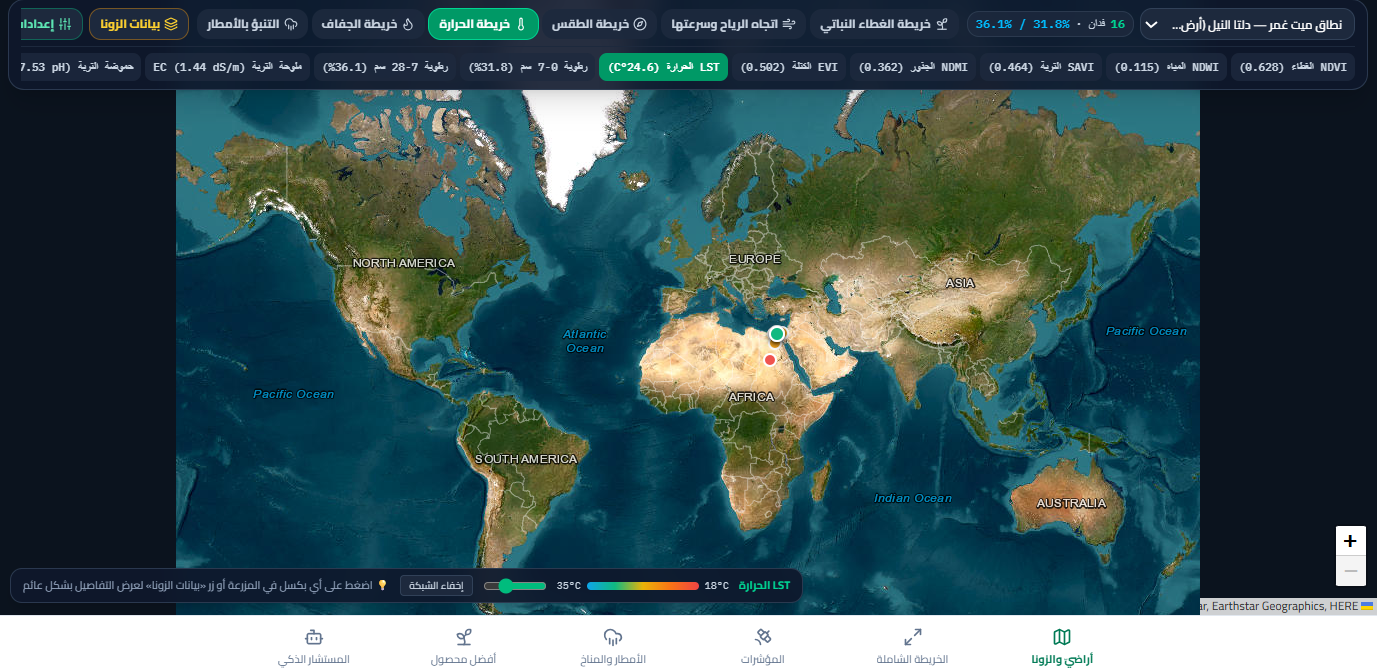 نطاق ميت غمر — دلتا النيل (أرض...
16 فدان · 31.8% / 36.1%
خريطة الغطاء النباتي
اتجاه الرياح وسرعتها
خريطة الطقس
خريطة الحرارة
خريطة الجفاف
التنبؤ بالأمطار
بيانات الزونا
إعدادا
NDVI الغطاء (0.628)
NDWI المياه (0.115)
SAVI التربة (0.464)
NDMI الجذور (0.362)
EVI الكتلة (0.502)
LST الحرارة (24.6°C)
رطوبة 0-7 سم (31.8%)
رطوبة 7-28 سم (36.1%)
ملوحة التربة EC (1.44 dS/m)
حموضة التربة (pH 7.53
NORTH AMERICA
EUROPE
ASIA
Atlantic
Ocean
Pacific Ocean
Pacific Ocean
AFRICA
SOUTH AMERICA
Indian Ocean
AUSTRALIA
+
−
LST الحرارة
18°C
35°C
إخفاء الشبكة
اضغط على أي بكسل في المزرعة أو زر «بيانات الزونا» لعرض التفاصيل بشكل عائم
ar, Earthstar Geographics, HERE
أراضي والزونا
الخريطة الشاملة
المؤشرات
الأمطار والمناخ
أفضل محصول
المستشار الذكي